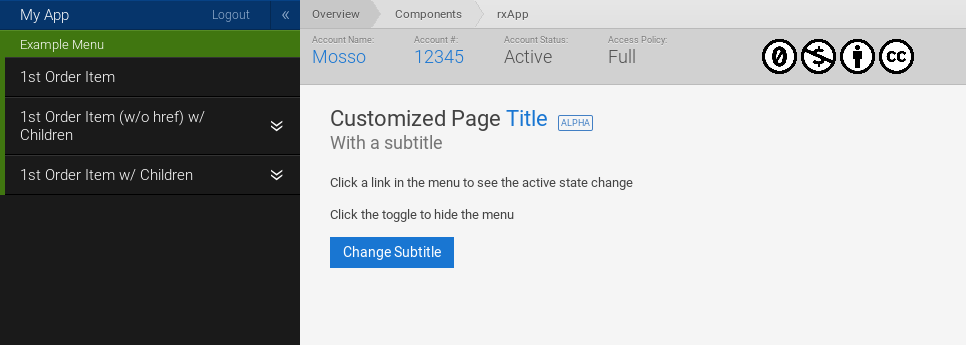 My App
Logout
«
Example Menu
1st Order Item
1st Order Item (w/o href) w/
Children
1st Order Item w/ Children
Overview
Components
rxApp
Account Name:
Mosso
Account #:
12345
Account Status:
Active
Access Policy:
Full
0
$
cc
Customized Page Title
ALPHA
With a subtitle
Click a link in the menu to see the active state change
Click the toggle to hide the menu
Change Subtitle